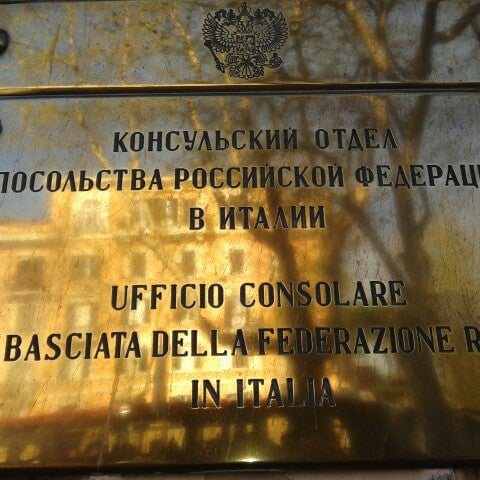 КОНСУЛЬСКИЙ ОТДЕЛ
ПОСОЛЬСТВА РОССИЙСКОЙ ФЕДЕРАЦ
В ИТАЛИИ
UFFICIO CONSOLARE
BASCIATA DELLA FEDERAZIONE R
IN ITALIA